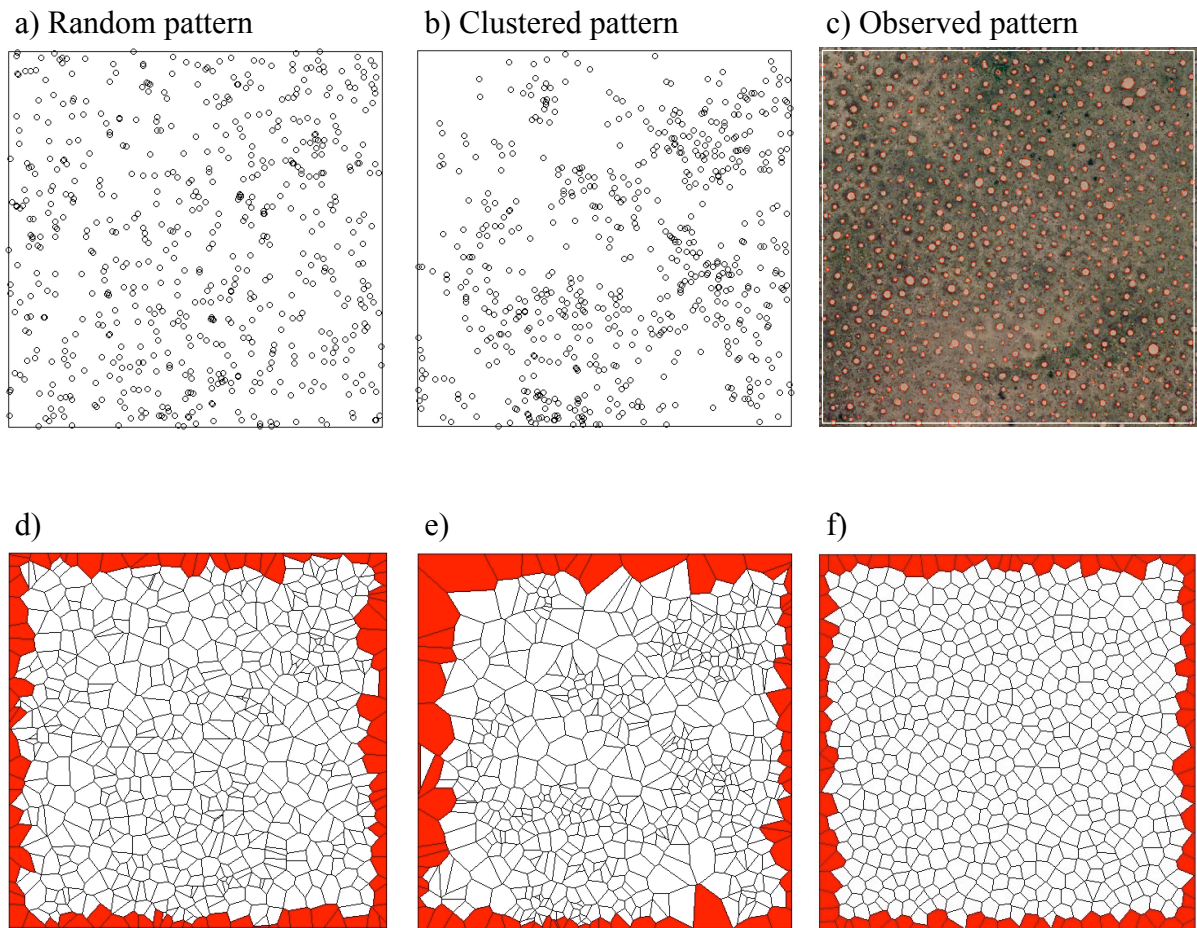 a) Random pattern
b) Clustered pattern
c) Observed pattern
d)
e)
f)